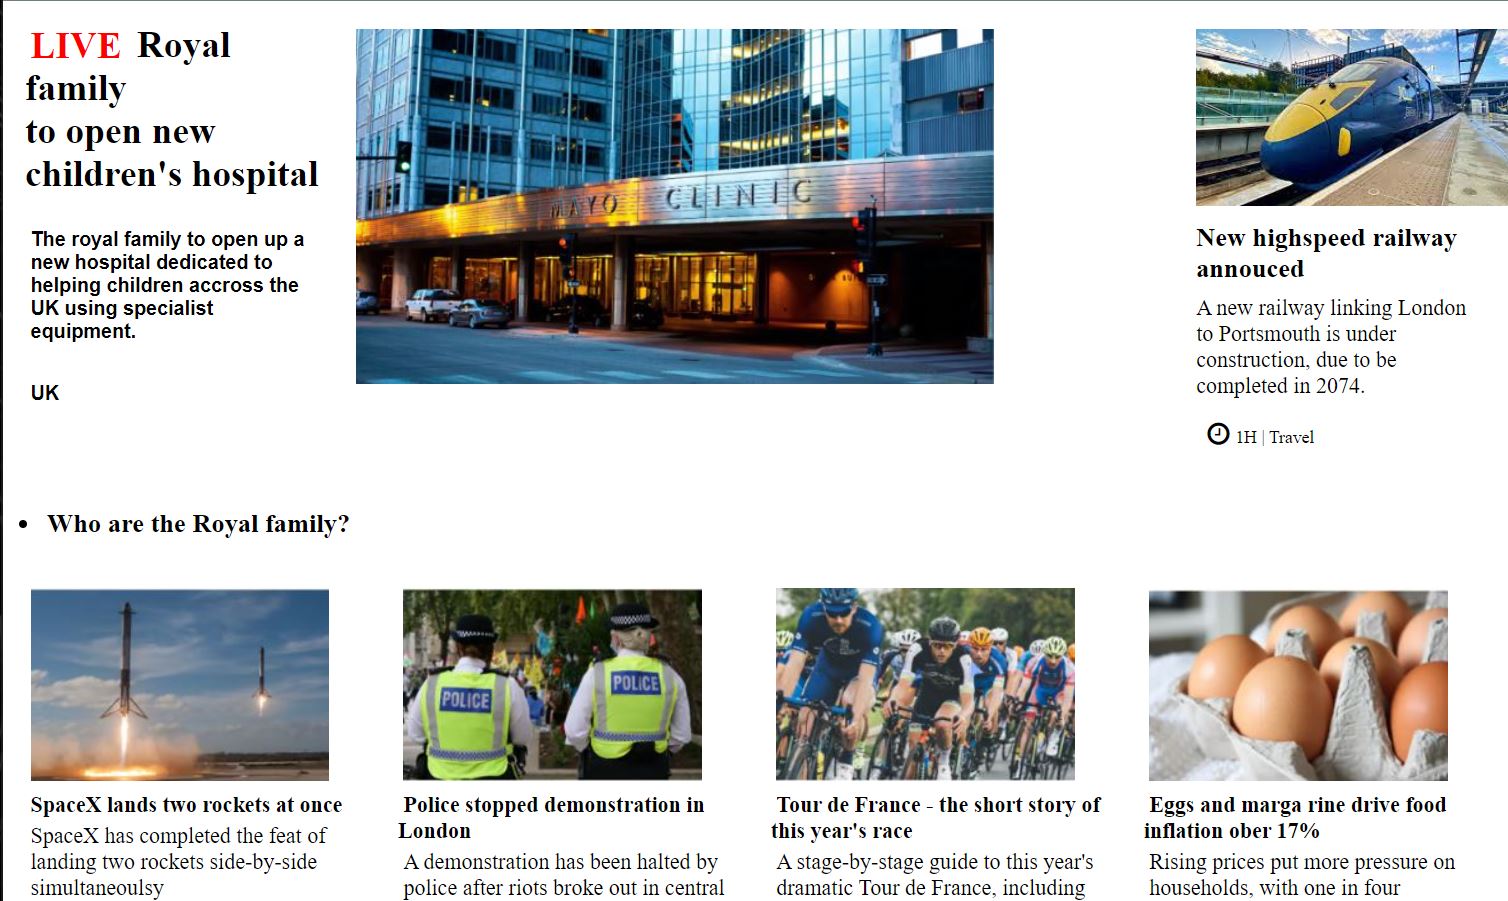 LIVE Royal
family
to open new
children's hospital
The royal family to open up a
new hospital dedicated to
helping children accross the
UK using specialist
equipment.
UK
MAYO CLINIC
New highspeed railway
annouced
A new railway linking London
to Portsmouth is under
construction, due to be
completed in 2074.
1H | Travel
• Who are the Royal family?
SpaceX lands two rockets at once
SpaceX has completed the feat of
landing two rockets side-by-side
simultaneoulsy
POLICE
POLICE
Police stopped demonstration in
London
A demonstration has been halted by
police after riots broke out in central
Tour de France - the short story of
this year's race
A stage-by-stage guide to this year's
dramatic Tour de France, including
Eggs and marga rine drive food
inflation ober 17%
Rising prices put more pressure on
households, with one in four